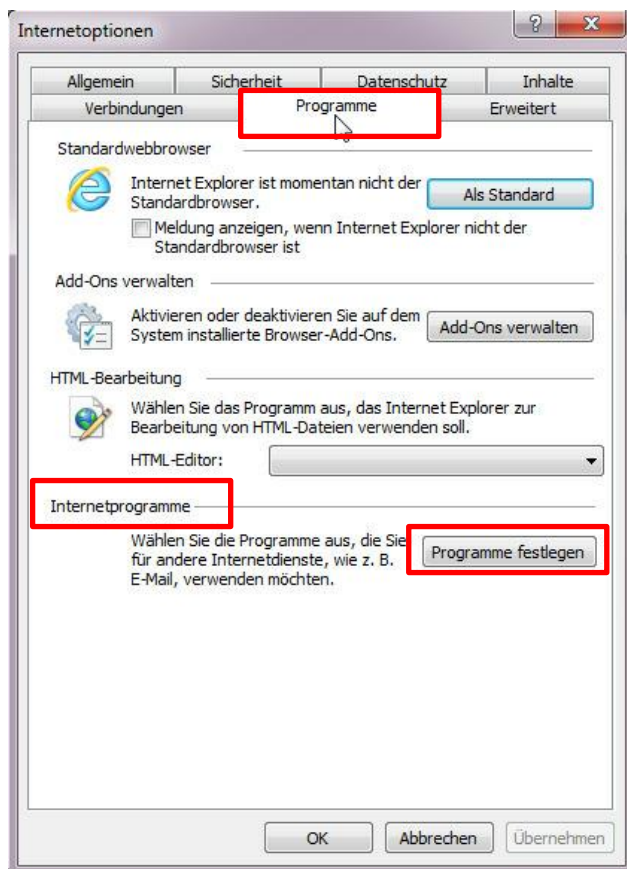 Internetoptionen
Allgemein Sicherheit Datenschutz Inhalte
Verbindungen Programme Erweitert
Standardwebbrowser
Internet Explorer ist momentan nicht der
Standardbrowser.
Als Standard
Meldung anzeigen, wenn Internet Explorer nicht der
Standardbrowser ist
Add-Ons verwalten
Aktivieren oder deaktivieren Sie auf dem
System installierte Browser-Add-Ons.
Add-Ons verwalten
HTML-Bearbeitung
Wählen Sie das Programm aus, das Internet Explorer zur
Bearbeitung von HTML-Dateien verwenden soll.
HTML-Editor:
Internetprogramme
Wählen Sie die Programme aus, die Sie
für andere Internetdienste, wie z. B.
E-Mail, verwenden möchten.
Programme festlegen
OK Abbrechen Übernehmen